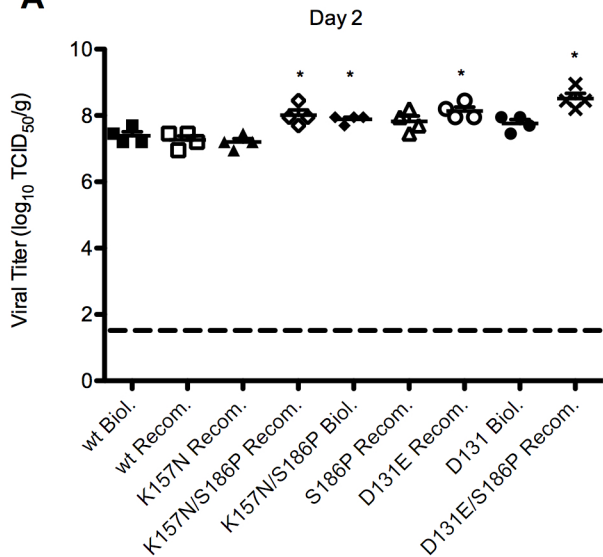 A
Day 2
Viral Titer (log10 TCID50/g)
10
* * * *
8
6
4
2
0
wt Biol.
wt Recom.
K157N Recom.
K157N/S186P Recom.
K157N/S186P Biol.
S186P Recom.
D131E Recom.
D131 Biol.
D131E/S186P Recom.